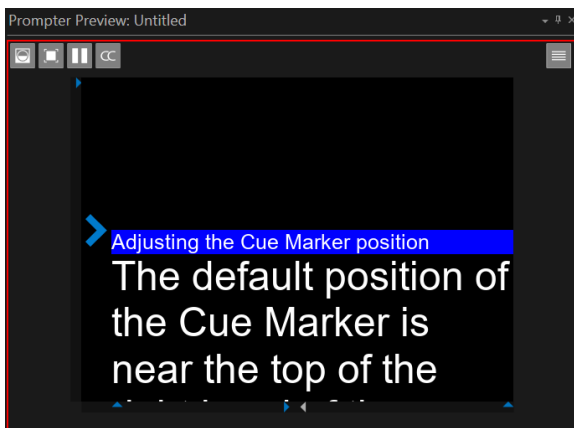 Prompter Preview: Untitled
CC
Adjusting the Cue Marker position
The default position of
the Cue Marker is
near the top of the